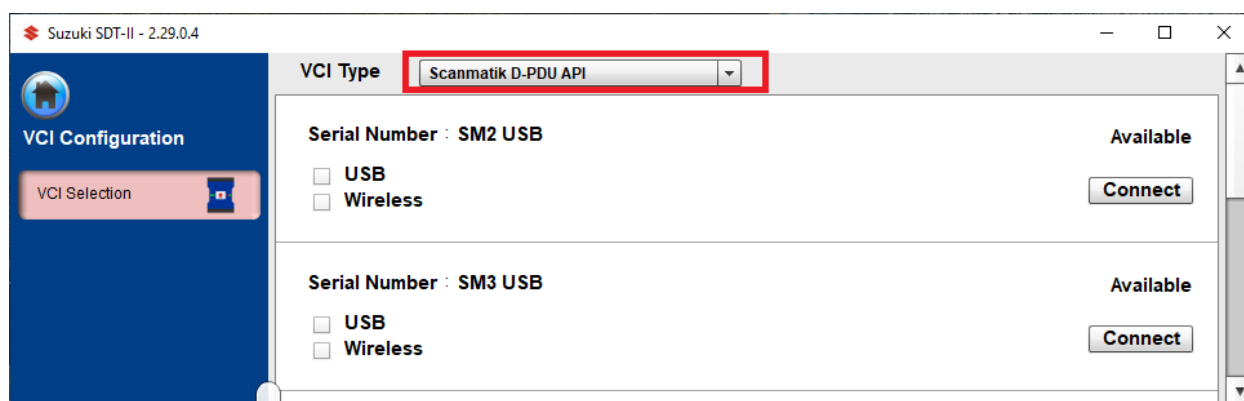 Suzuki SDT-II - 2.29.0.4
VCI Type Scanmatik D-PDU API
VCI Configuration
VCI Selection
Serial Number : SM2 USB
Available
USB
Wireless
Connect
Serial Number : SM3 USB
Available
USB
Wireless
Connect